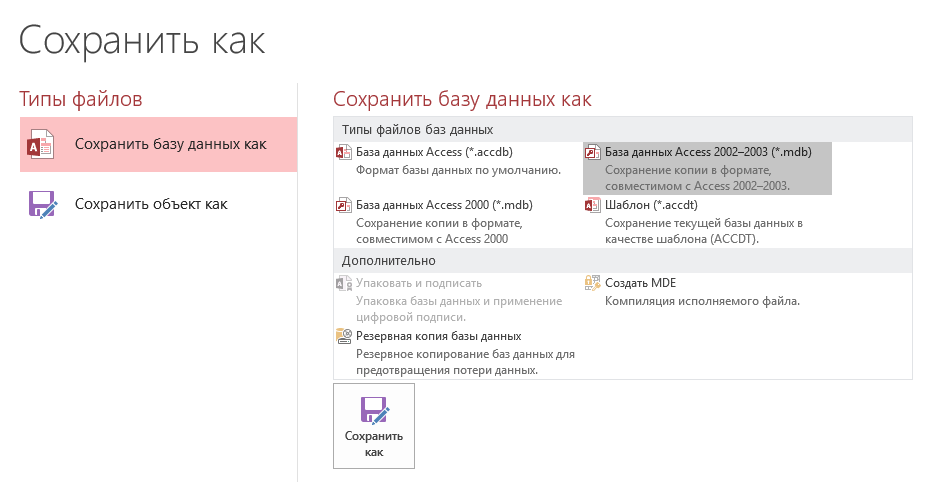 Сохранить как
Типы файлов
Сохранить базу данных как
Сохранить объект как
Сохранить базу данных как
Типы файлов баз данных
База данных Access (*.accdb)
Формат базы данных по умолчанию.
База данных Access 2002–2003 (*.mdb)
Сохранение копии в формате,
совместимом с Access 2002–2003.
База данных Access 2000 (*.mdb)
Сохранение копии в формате,
совместимом с Access 2000
Шаблон (*.accdt)
Сохранение текущей базы данных в
качестве шаблона (ACCDT).
Дополнительно
Упаковать и подписать
Упаковка базы данных и применение
цифровой подписи.
Создать MDE
Компиляция исполняемого файла.
Резервная копия базы данных
Резервное копирование баз данных для
предотвращения потери данных.
Сохранить
как